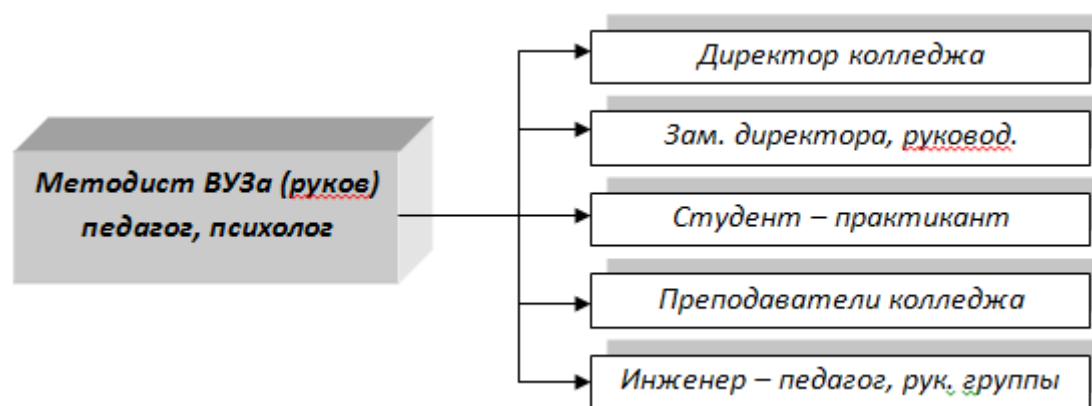 Методист ВУЗа (руков)
педагог, психолог
Директор колледжа
Зам. директора, руковод.
Студент – практикант
Преподаватели колледжа
Инженер – педагог, рук. группы